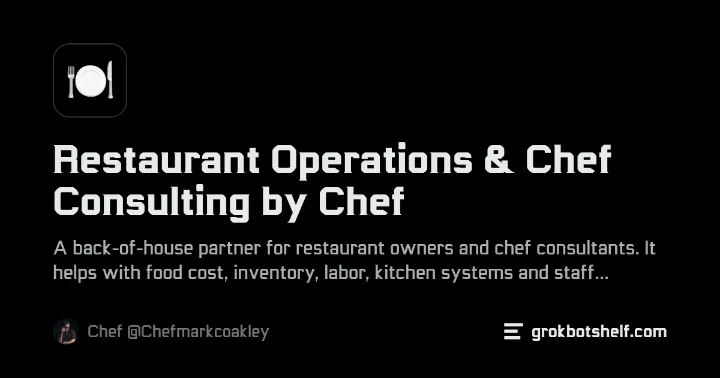 Restaurant Operations & Chef
Consulting by Chef
A back-of-house partner for restaurant owners and chef consultants. It
helps with food cost, inventory, labor, kitchen systems and staff...
Chef @Chefmarkcoakley
grokbotshelf.com